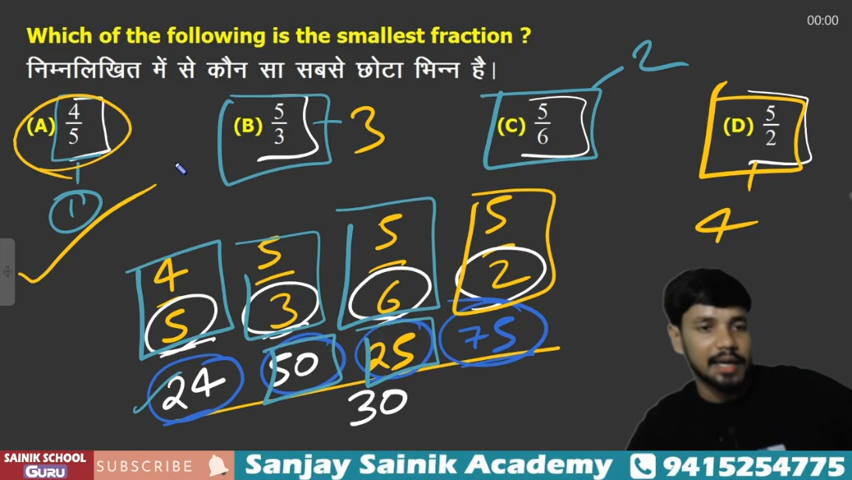 00:00
Which of the following is the smallest fraction ?
निम्नलिखित में से कौन सा सबसे छोटा भिन्न है।
2
(A) 4/5 (B) 5/3 3 (C) 5/6 (D) 5/2
1 4
4/5 5/3 5/6 5/2
24 50 25 75
30
SAINIK SCHOOL
GURU
SUBSCRIBE
Sanjay Sainik Academy 9415254775